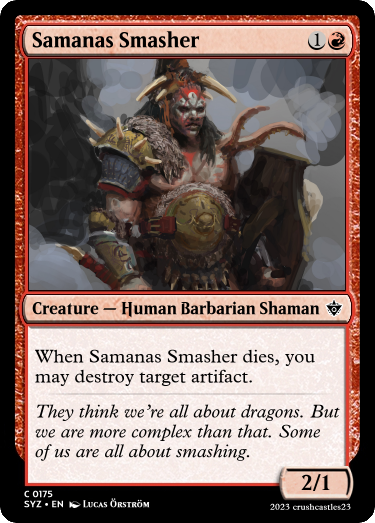 Samanas Smasher 1
Creature — Human Barbarian Shaman
When Samanas Smasher dies, you
may destroy target artifact.
They think we're all about dragons. But
we are more complex than that. Some
of us are all about smashing.
2/1
C 0175
SYZ • EN Lucas Örström
2023 crushcastles23